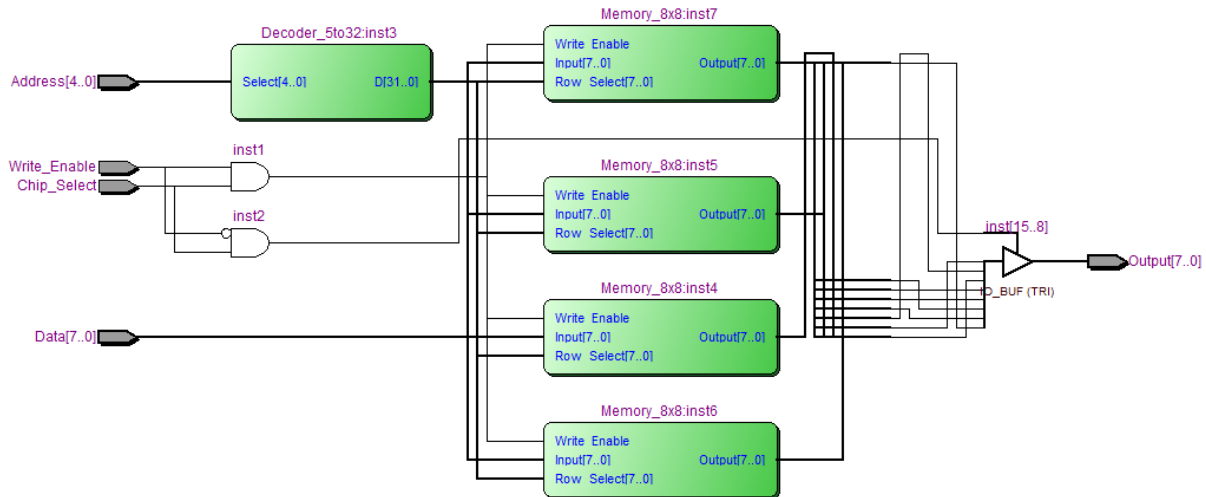 Memory_8x8:inst7
Decoder_5to32:inst3
Write Enable
Input[7..0] Output[7..0]
Row Select[7..0]
Address[4..0]
Select[4..0] D[31..0]
inst1
Write_Enable
Chip_Select
Memory_8x8:inst5
Write Enable
Input[7..0] Output[7..0]
Row Select[7..0]
inst2
inst[15..8]
Output[7..0]
IO_BUF (TRI)
Memory_8x8:inst4
Write Enable
Data[7..0]
Input[7..0] Output[7..0]
Row Select[7..0]
Memory_8x8:inst6
Write Enable
Input[7..0] Output[7..0]
Row Select[7..0]